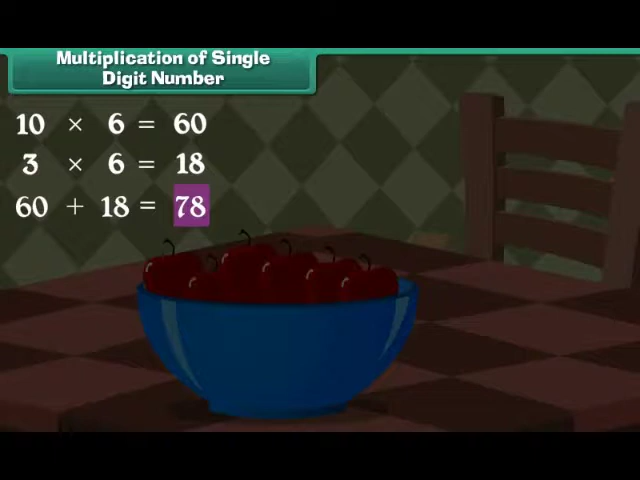 Multiplication of Single
Digit Number
10 × 6 = 60
3 × 6 = 18
60 + 18 = 78